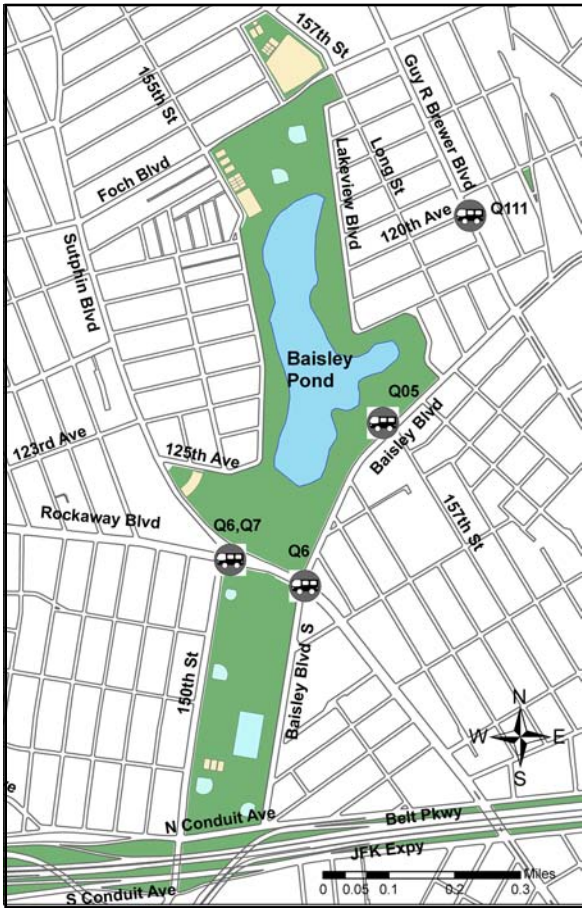 157th St
155th St
Guy R Brewer Blvd
Foch Blvd
Lakeview Blvd
Long St
120th Ave
Q111
Sutphin Blvd
Baisley
Pond
Q05
Baisley Blvd
123rd Ave
125th Ave
157th St
Rockaway Blvd
Q6,Q7
Q6
150th St
Baisley Blvd S
N
W
E
S
N Conduit Ave
Belt Pkwy
JFK Expy
S Conduit Ave
Miles
0 0.05 0.1 0.2 0.3